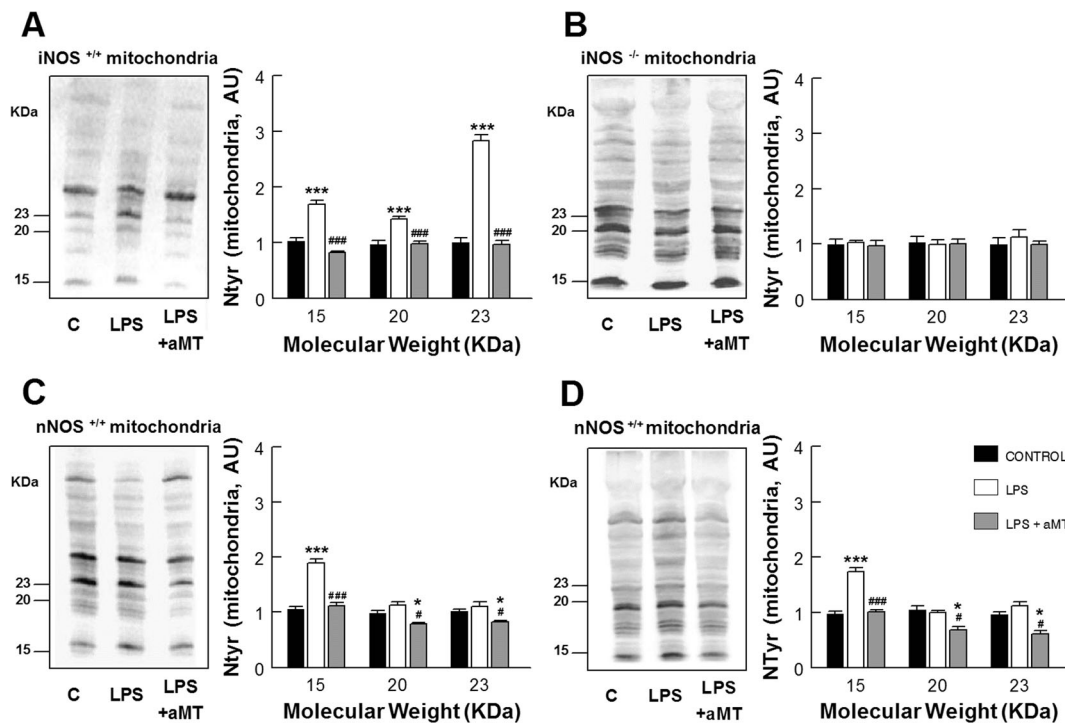 A
iNOS +/+ mitochondria
KDa
23
20
15
C LPS LPS
+aMT
Ntyr (mitochondria, AU)
4
3
2
1
0
*** *** ***
### ### ###
15 20 23
Molecular Weight (KDa)
B
iNOS -/- mitochondria
KDa
23
20
15
C LPS LPS
+aMT
Ntyr (mitochondria, AU)
4
3
2
1
0
15 20 23
Molecular Weight (KDa)
C
nNOS +/+ mitochondria
KDa
23
20
15
C LPS LPS
+aMT
Ntyr (mitochondria, AU)
4
3
2
1
0
*** * *
### # #
15 20 23
Molecular Weight (KDa)
D
nNOS +/+ mitochondria
KDa
23
20
15
C LPS LPS
+aMT
NTyr (mitochondria, AU)
4
3
2
1
0
*** * *
### # #
15 20 23
Molecular Weight (KDa)
CONTROL
LPS
LPS + aMT